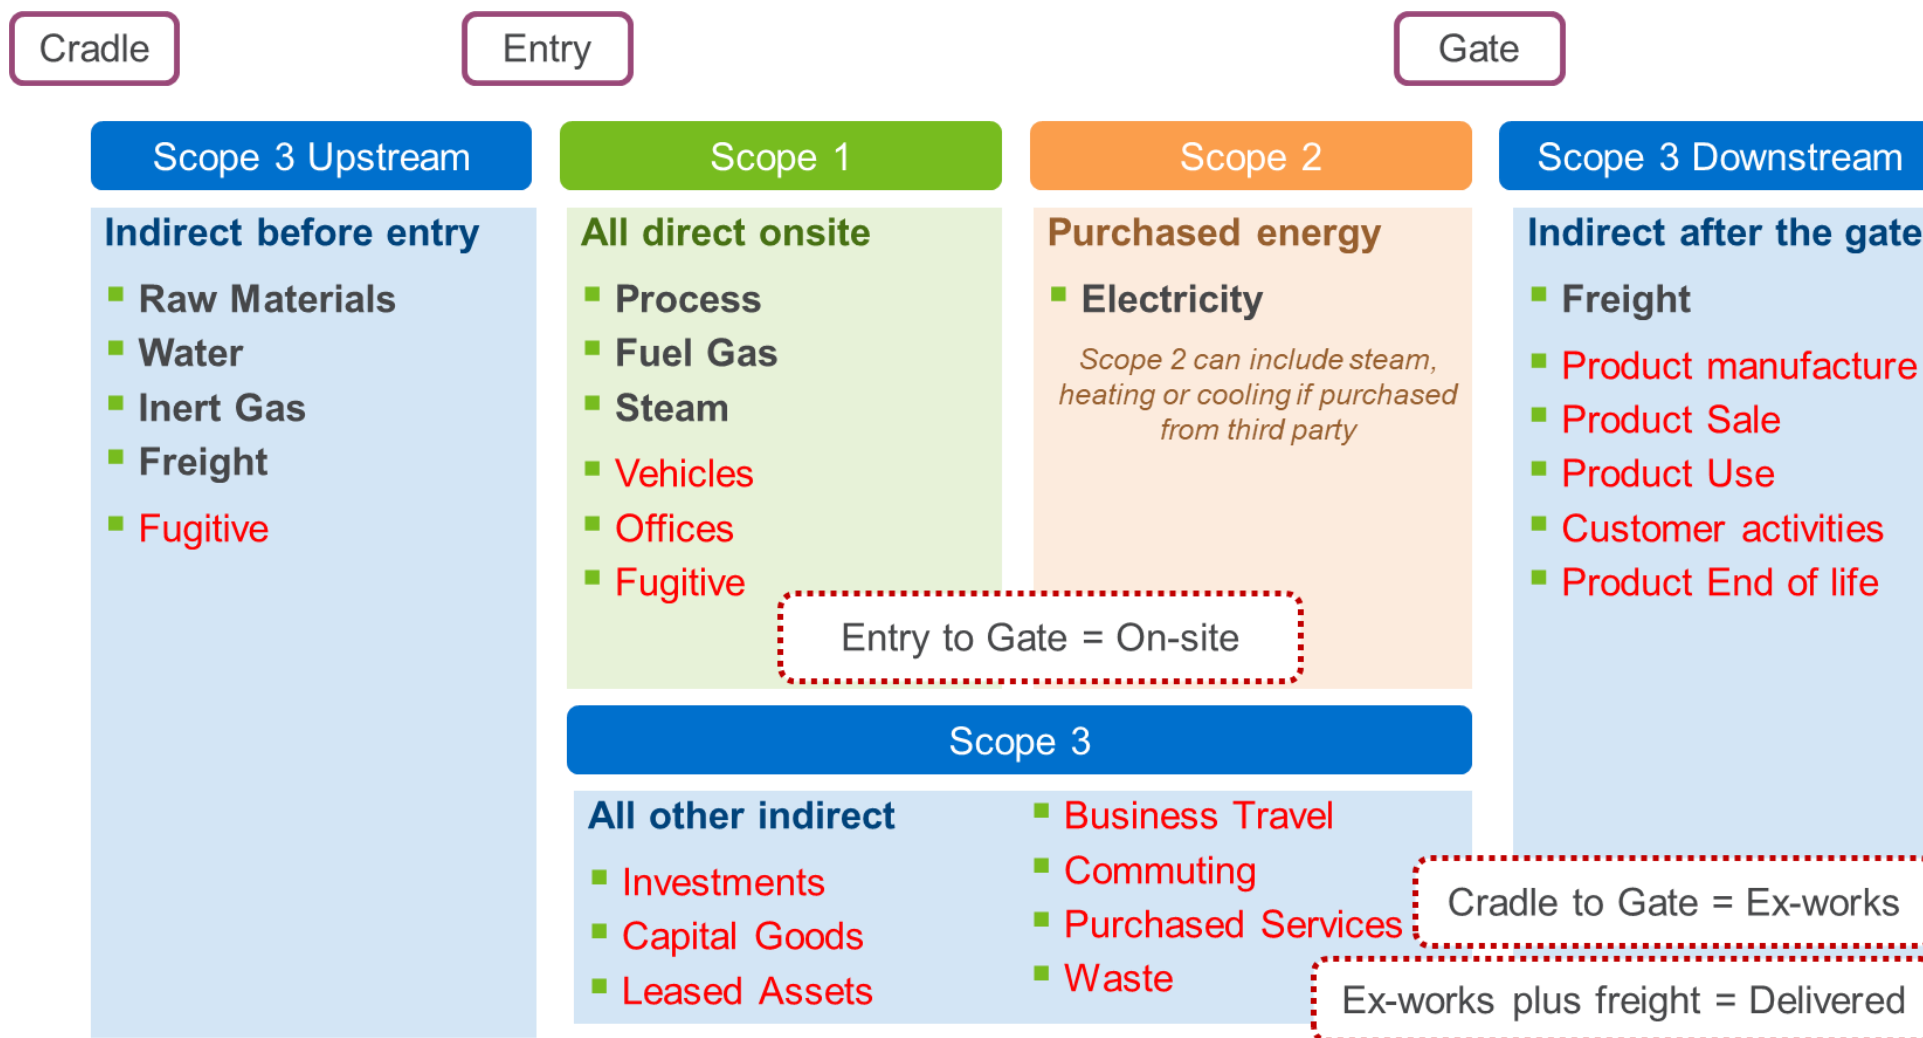 Cradle
Entry
Gate
Scope 3 Upstream
Indirect before entry
Raw Materials
Water
Inert Gas
Freight
Fugitive
Scope 1
All direct onsite
Process
Fuel Gas
Steam
Vehicles
Offices
Fugitive
Scope 2
Purchased energy
Electricity
Scope 2 can include steam,
heating or cooling if purchased
from third party
Entry to Gate = On-site
Scope 3
All other indirect
Investments
Capital Goods
Leased Assets
Business Travel
Commuting
Purchased Services
Waste
Scope 3 Downstream
Indirect after the gate
Freight
Product manufacture
Product Sale
Product Use
Customer activities
Product End of life
Cradle to Gate = Ex-works
Ex-works plus freight = Delivered